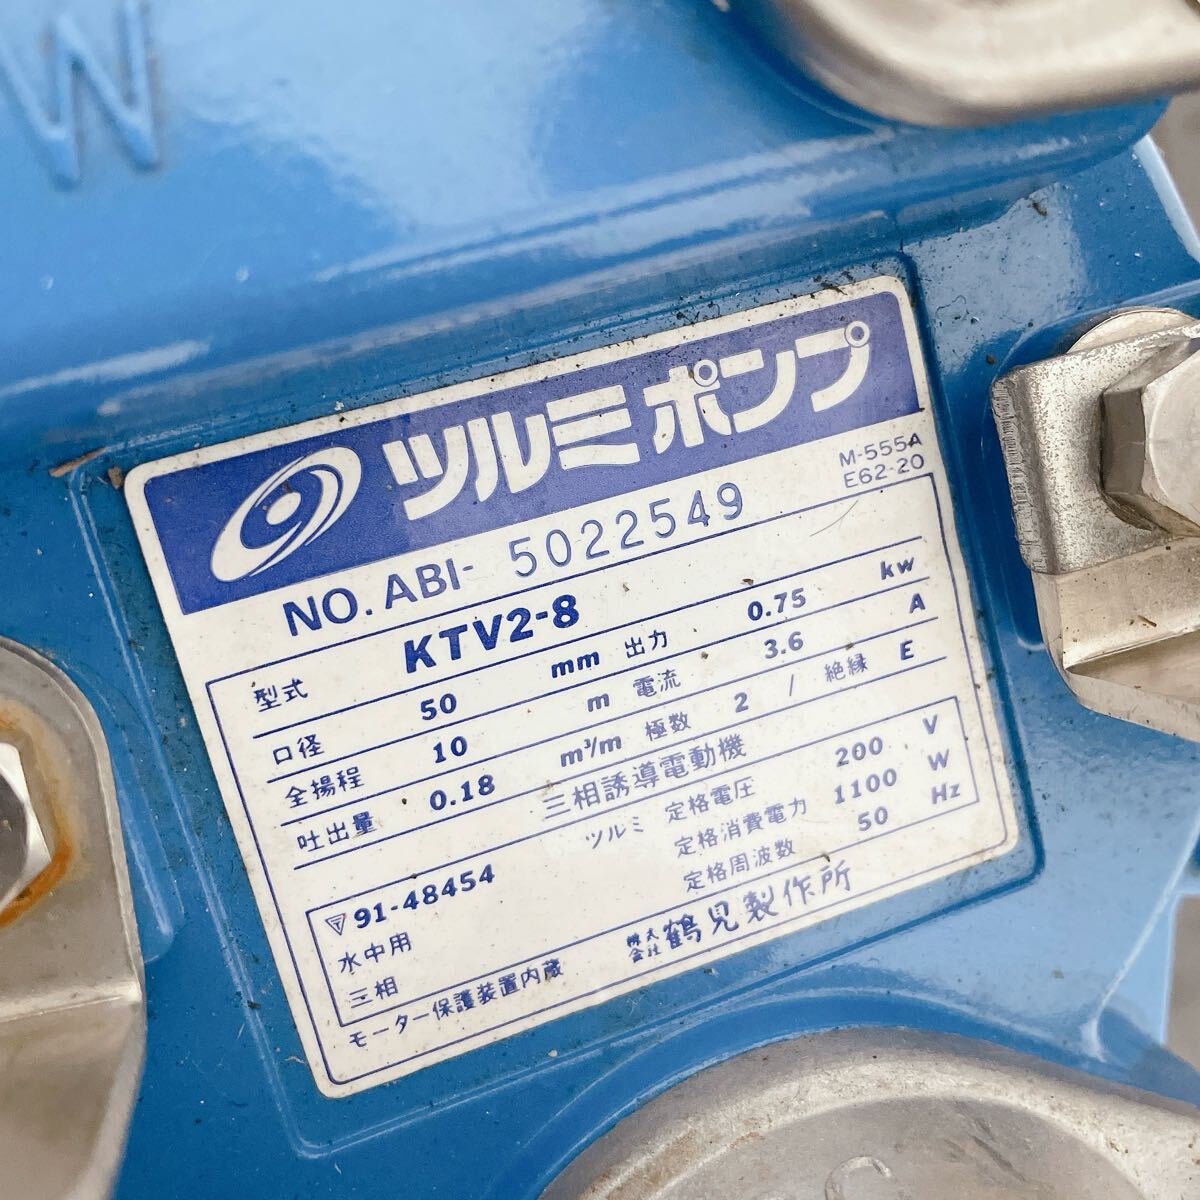 W
ツルミポンプ
M-555A
E62-20
NO. ABI- 5022549
型式 KTV2-8
口径 50 mm 出力 0.75 kw
全揚程 10 m 電流 3.6 A
吐出量 0.18 m³/m 極数 2 / 絶縁 E
三相誘導電動機
▽ 91-48454 ツルミ 定格電圧 200 V
水中用 定格消費電力 1100 W
三相 定格周波数 50 Hz
モーター保護装置内蔵 株式会社 鶴見製作所